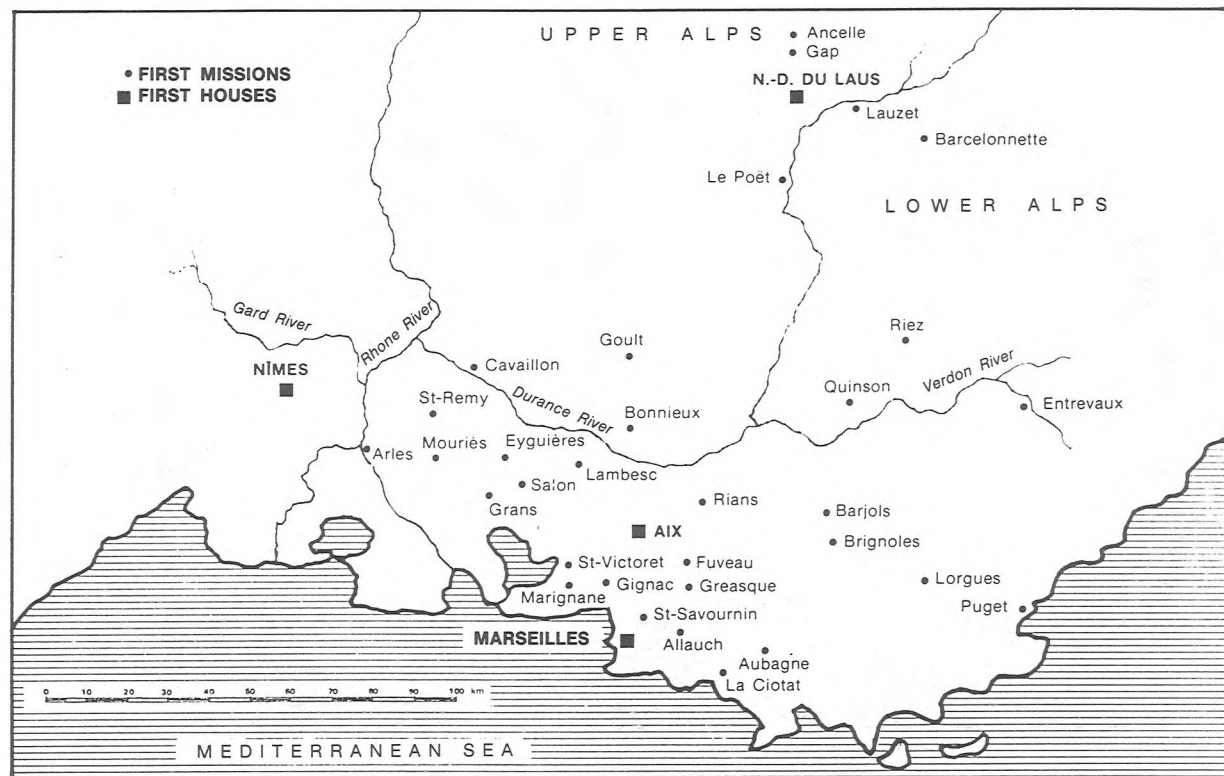 UPPER ALPS
Ancelle
Gap
FIRST MISSIONS
FIRST HOUSES
N.-D. DU LAUS
Lauzet
Barcelonnette
Le Poët
LOWER ALPS
Gard River
Rhone River
Riez
Goult
Cavaillon
NÎMES
Verdon River
Quinson
Durance River
St-Remy
Bonnieux
Entrevaux
Arles
Mouriès
Eyguières
Lambesc
Salon
Grans
Rians
Barjols
AIX
Brignoles
St-Victoret
Fuveau
Marignane
Gignac
Greasque
Lorgues
Puget
St-Savournin
MARSEILLES
Allauch
Aubagne
La Ciotat
0 10 20 30 40 50 60 70 80 90 100 km
MEDITERRANEAN SEA